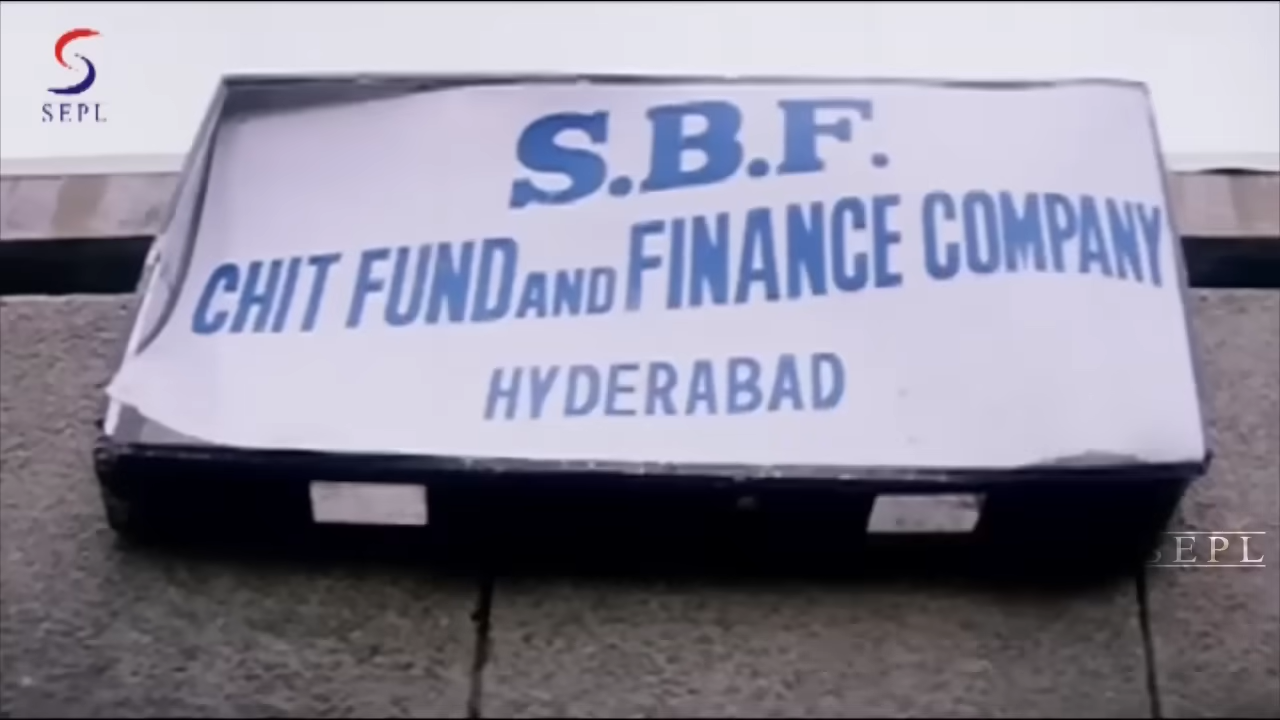 SEPL
S.B.F.
CHIT FUND AND FINANCE COMPANY
HYDERABAD
SEPL